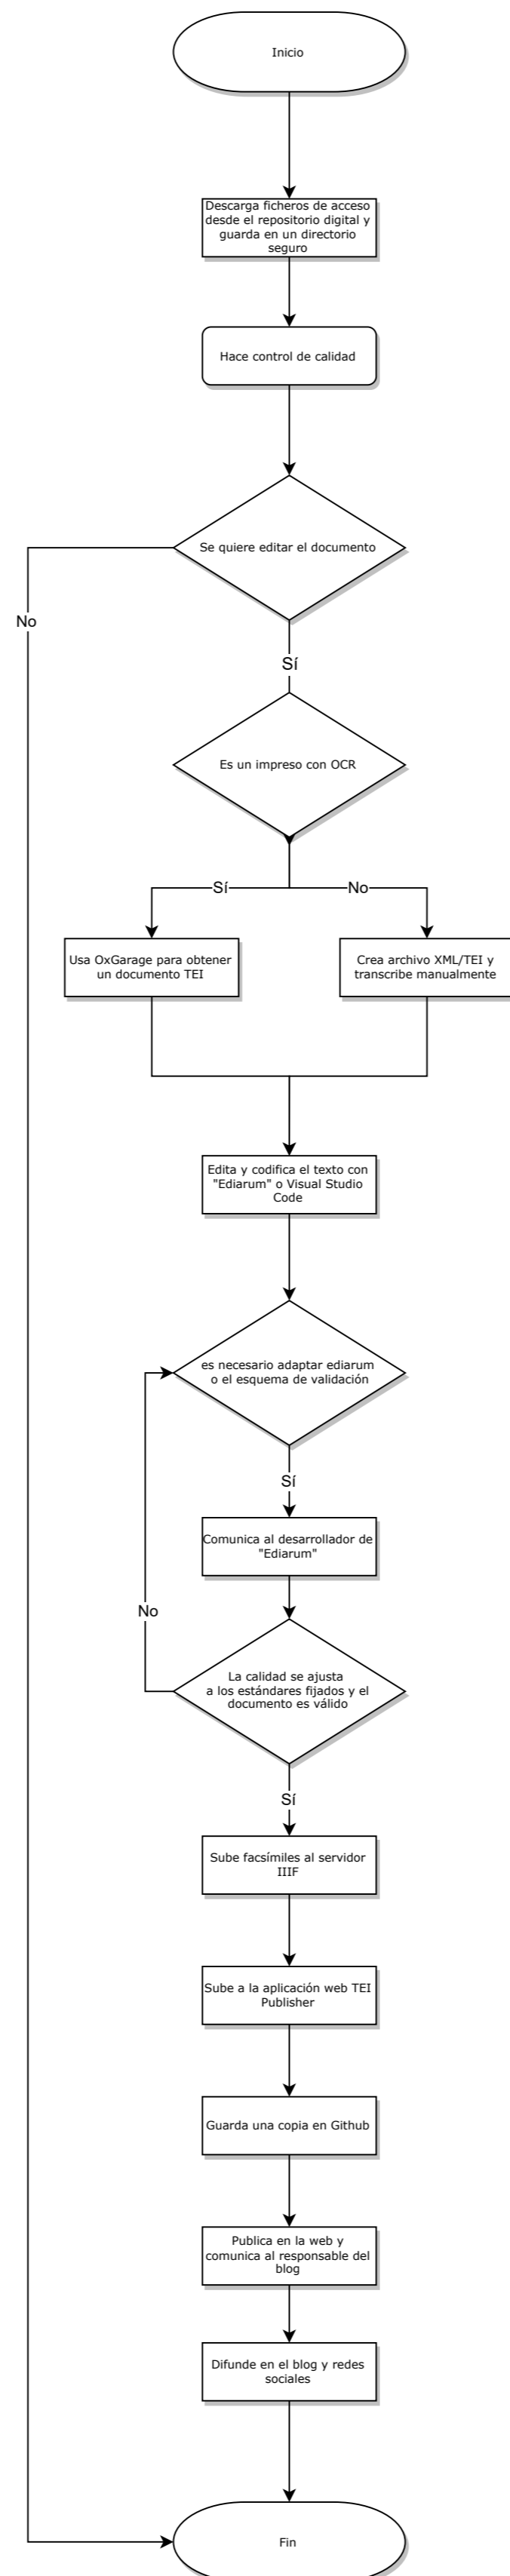 Inicio
Descarga ficheros de acceso
desde el repositorio digital y
guarda en un directorio
seguro
Hace control de calidad
Se quiere editar el documento
No
Sí
Es un impreso con OCR
Sí
No
Usa OxGarage para obtener
un documento TEI
Crea archivo XML/TEI y
transcribe manualmente
Edita y codifica el texto con
"Ediarum" o Visual Studio
Code
es necesario adaptar ediarum
o el esquema de validación
Sí
Comunica al desarrollador de
"Ediarum"
No
La calidad se ajusta
a los estándares fijados y el
documento es válido
Sí
Sube facsímiles al servidor
IIIF
Sube a la aplicación web TEI
Publisher
Guarda una copia en Github
Publica en la web y
comunica al responsable del
blog
Difunde en el blog y redes
sociales
Fin